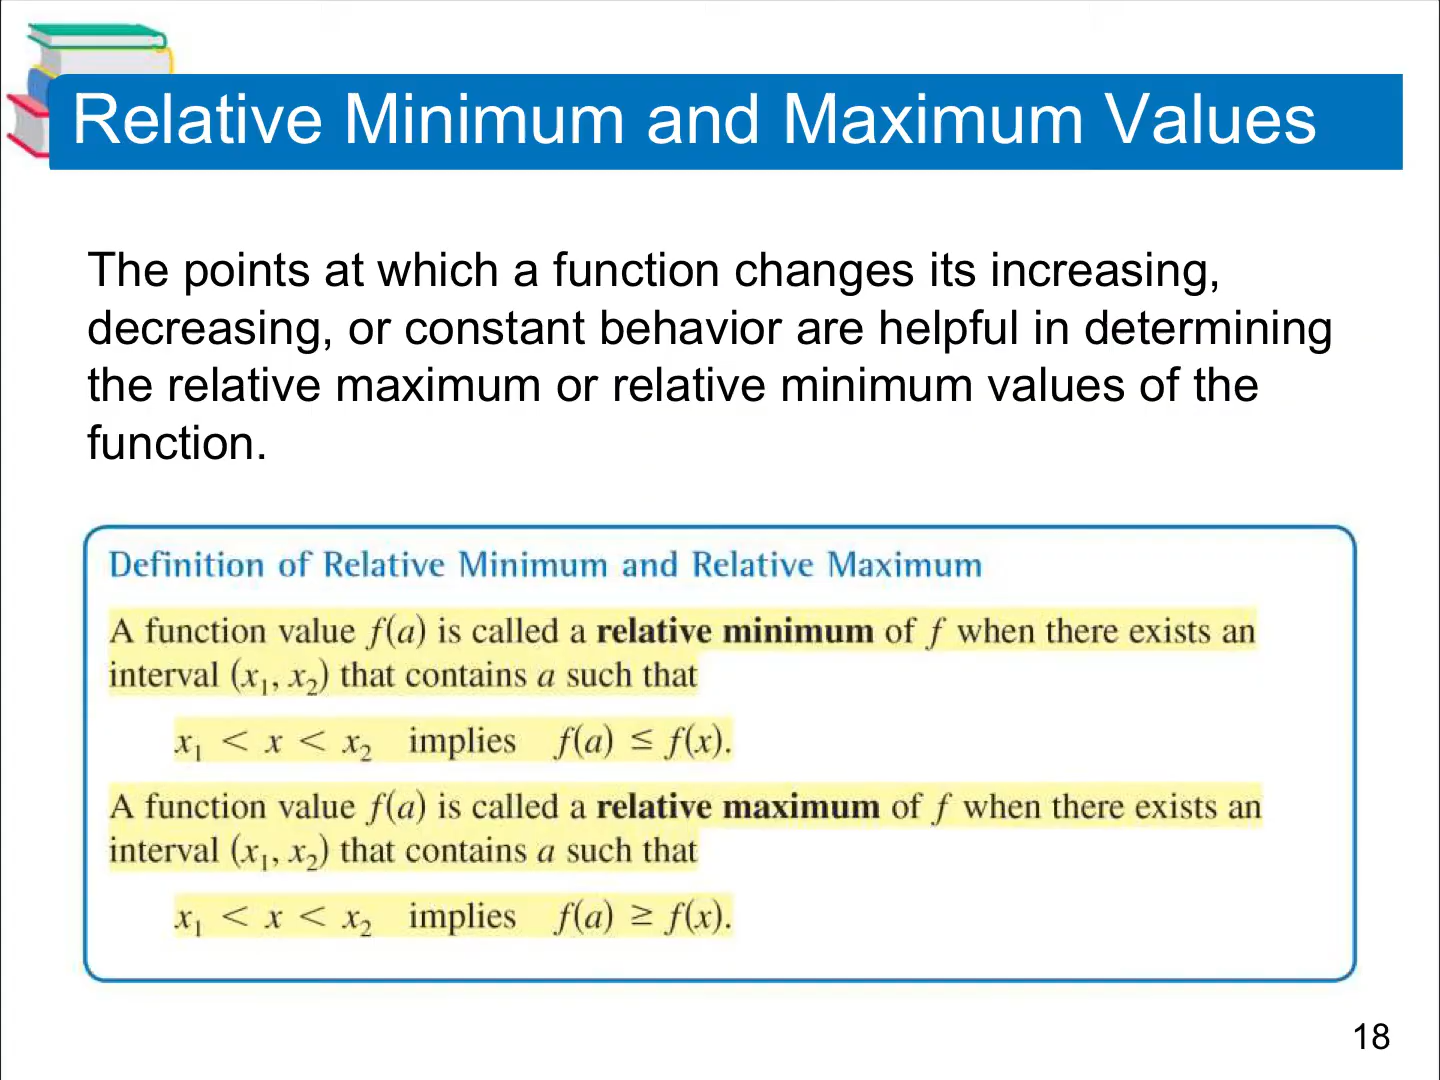 Relative Minimum and Maximum Values
The points at which a function changes its increasing,
decreasing, or constant behavior are helpful in determining
the relative maximum or relative minimum values of the
function.
Definition of Relative Minimum and Relative Maximum
A function value f(a) is called a relative minimum of f when there exists an
interval (x₁, x₂) that contains a such that
x₁ < x < x₂ implies f(a) ≤ f(x).
A function value f(a) is called a relative maximum of f when there exists an
interval (x₁, x₂) that contains a such that
x₁ < x < x₂ implies f(a) ≥ f(x).
18